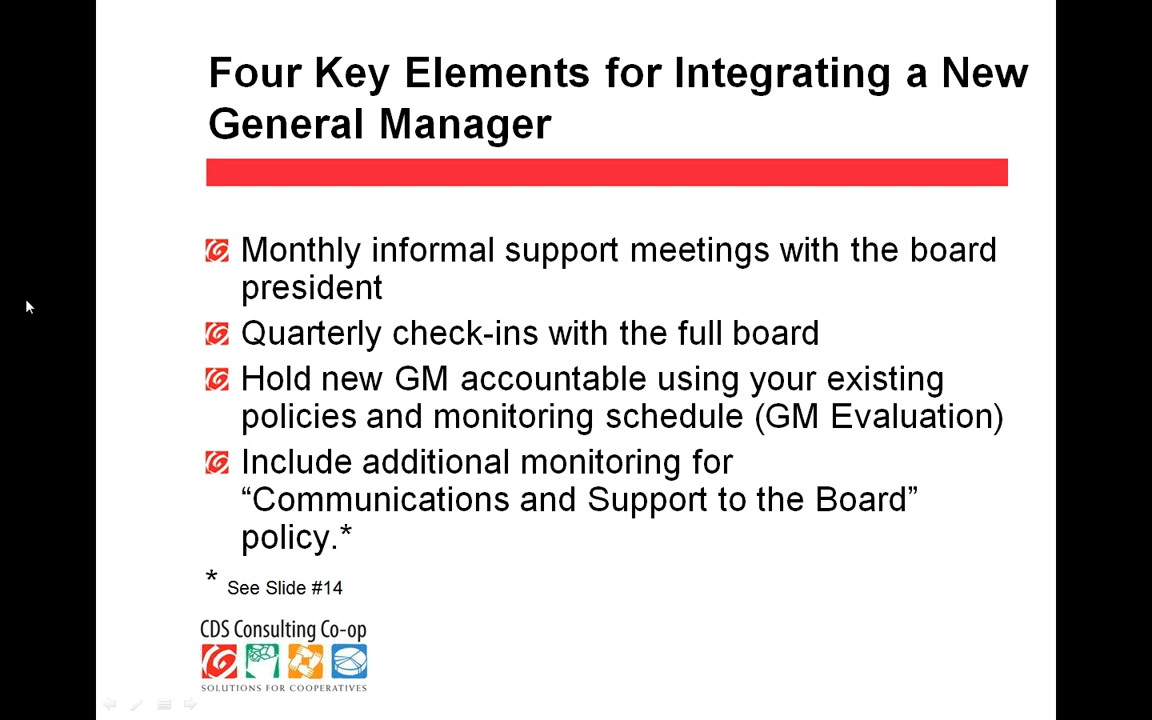 Four Key Elements for Integrating a New
General Manager
Monthly informal support meetings with the board
president
Quarterly check-ins with the full board
Hold new GM accountable using your existing
policies and monitoring schedule (GM Evaluation)
Include additional monitoring for
“Communications and Support to the Board”
policy.*
* See Slide #14
CDS Consulting Co-op
SOLUTIONS FOR COOPERATIVES